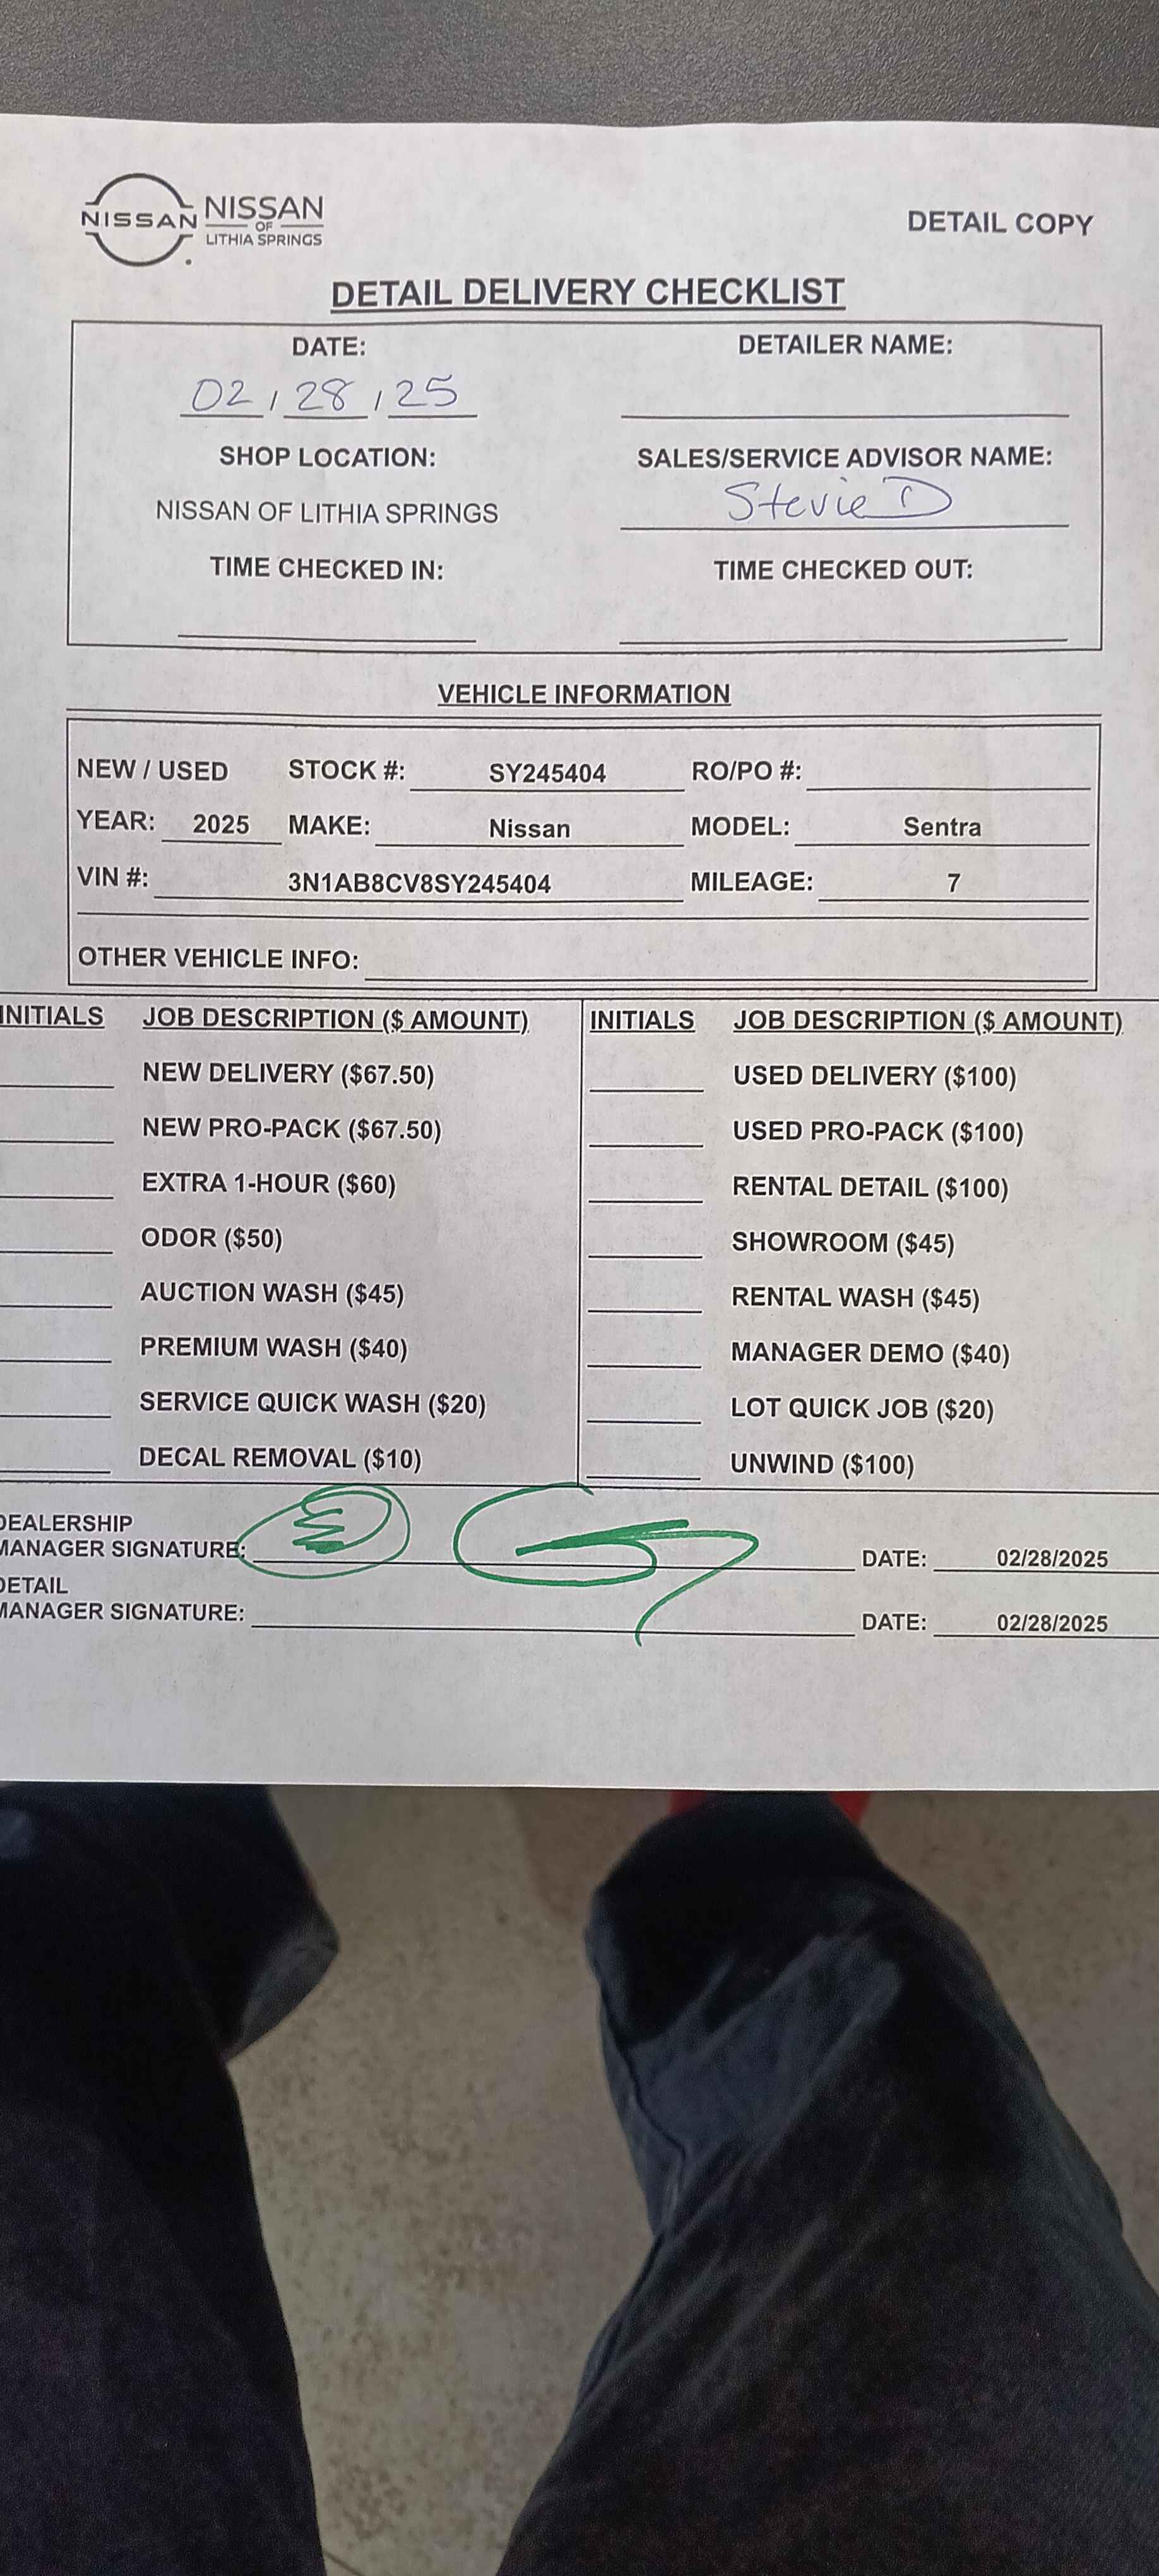 NISSAN NISSAN
OF
LITHIA SPRINGS
DETAIL COPY
DETAIL DELIVERY CHECKLIST
DATE: DETAILER NAME:
02 / 28 / 25
SHOP LOCATION: SALES/SERVICE ADVISOR NAME:
NISSAN OF LITHIA SPRINGS Stevie D
TIME CHECKED IN: TIME CHECKED OUT:
VEHICLE INFORMATION
NEW / USED STOCK #: SY245404 RO/PO #:
YEAR: 2025 MAKE: Nissan MODEL: Sentra
VIN #: 3N1AB8CV8SY245404 MILEAGE: 7
OTHER VEHICLE INFO:
INITIALS JOB DESCRIPTION ($ AMOUNT) INITIALS JOB DESCRIPTION ($ AMOUNT)
NEW DELIVERY ($67.50) USED DELIVERY ($100)
NEW PRO-PACK ($67.50) USED PRO-PACK ($100)
EXTRA 1-HOUR ($60) RENTAL DETAIL ($100)
ODOR ($50) SHOWROOM ($45)
AUCTION WASH ($45) RENTAL WASH ($45)
PREMIUM WASH ($40) MANAGER DEMO ($40)
SERVICE QUICK WASH ($20) LOT QUICK JOB ($20)
DECAL REMOVAL ($10) UNWIND ($100)
DEALERSHIP
MANAGER SIGNATURE: DATE: 02/28/2025
DETAIL
MANAGER SIGNATURE: DATE: 02/28/2025